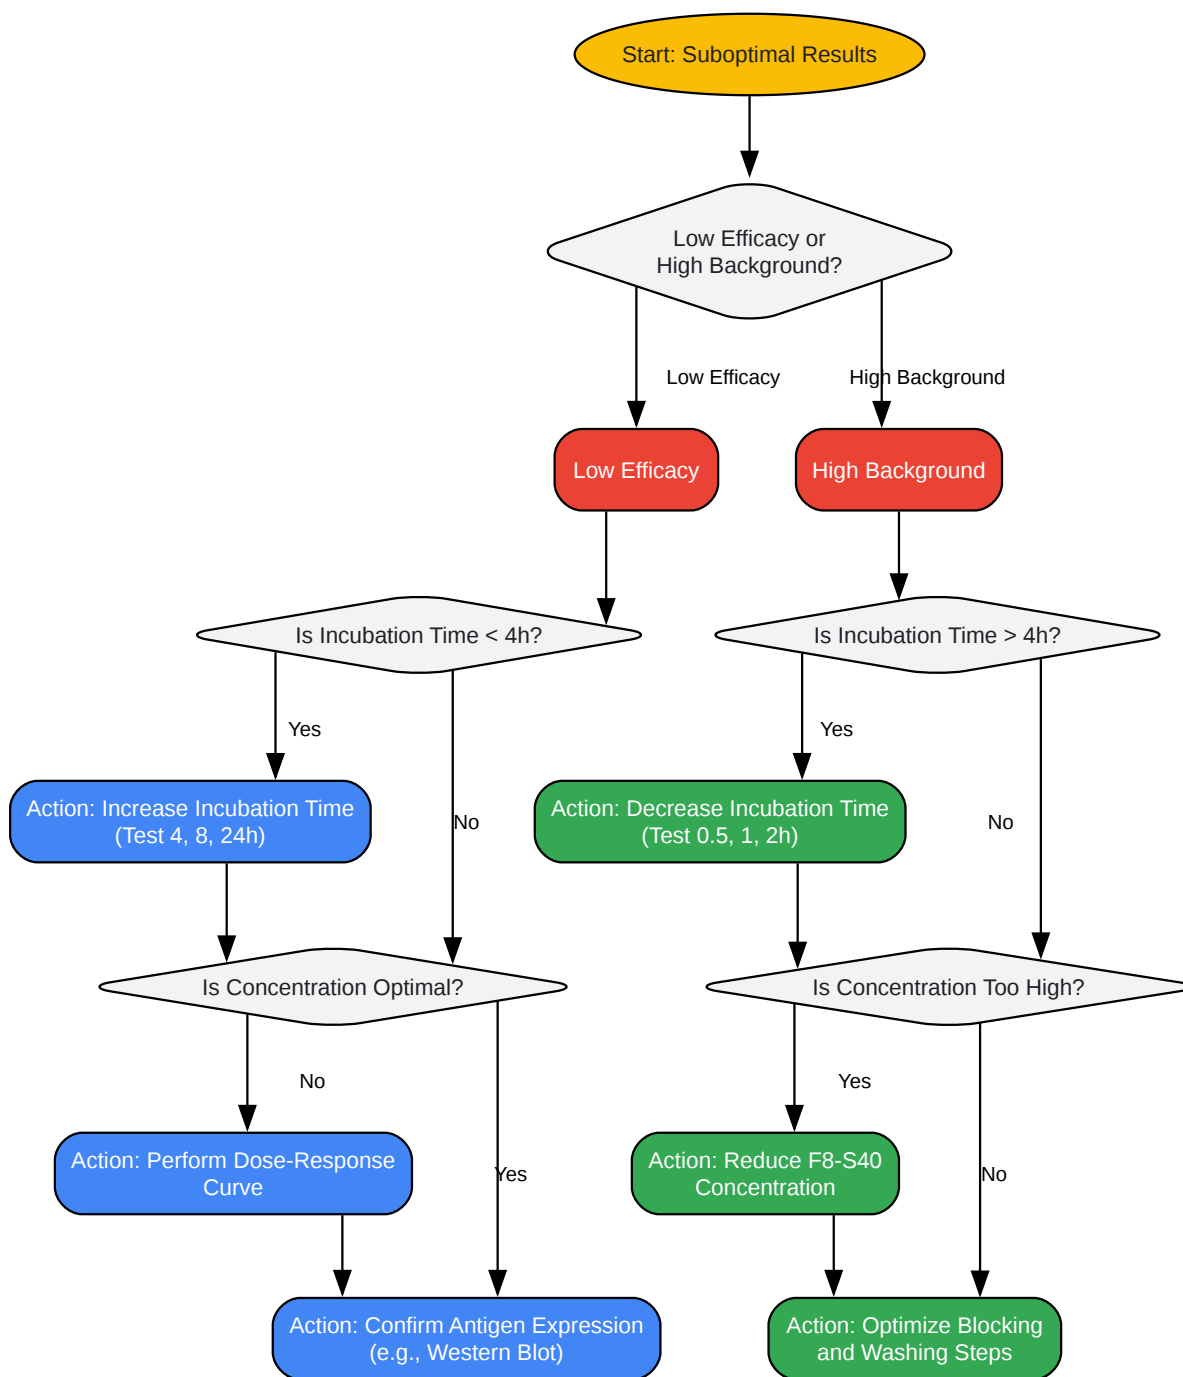 Start: Suboptimal Results
Low Efficacy or
High Background?
Low Efficacy
High Background
Low Efficacy
High Background
Is Incubation Time < 4h?
Is Incubation Time > 4h?
Yes
Yes
Action: Increase Incubation Time
(Test 4, 8, 24h)
No
Action: Decrease Incubation Time
(Test 0.5, 1, 2h)
No
Is Concentration Optimal?
Is Concentration Too High?
No
Yes
Action: Perform Dose-Response
Curve
Yes
Action: Reduce F8-S40
Concentration
No
Action: Confirm Antigen Expression
(e.g., Western Blot)
Action: Optimize Blocking
and Washing Steps